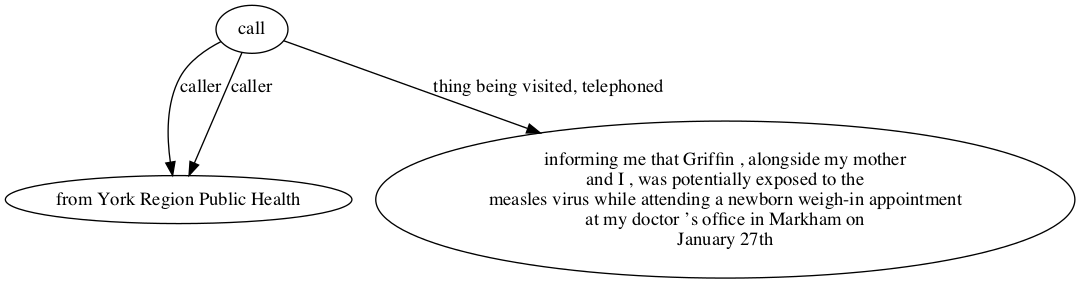 call
caller
caller
thing being visited, telephoned
from York Region Public Health
informing me that Griffin , alongside my mother
and I , was potentially exposed to the
measles virus while attending a newborn weigh-in appointment
at my doctor ’s office in Markham on
January 27th